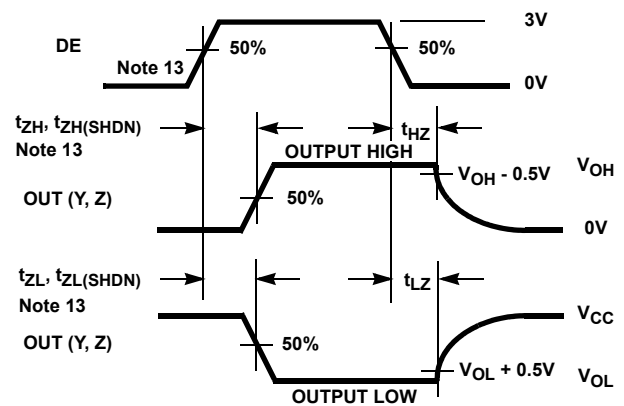 3V
DE
50%
50%
Note 13
0V
tZH, tZH(SHDN)
tHZ
Note 13
OUTPUT HIGH
VOH - 0.5V
VOH
OUT (Y, Z)
50%
0V
tZL, tZL(SHDN)
tLZ
Note 13
VCC
OUT (Y, Z)
50%
VOL + 0.5V
VOL
OUTPUT LOW